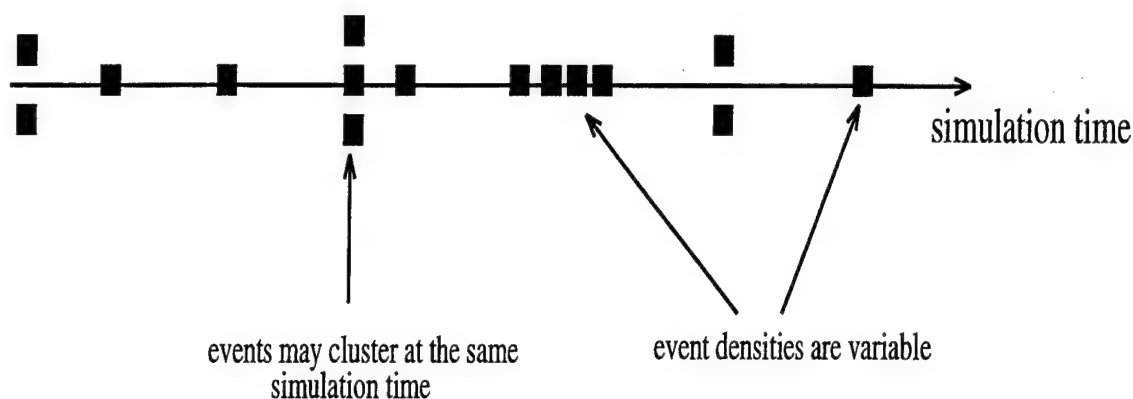 simulation time
events may cluster at the same
simulation time
event densities are variable